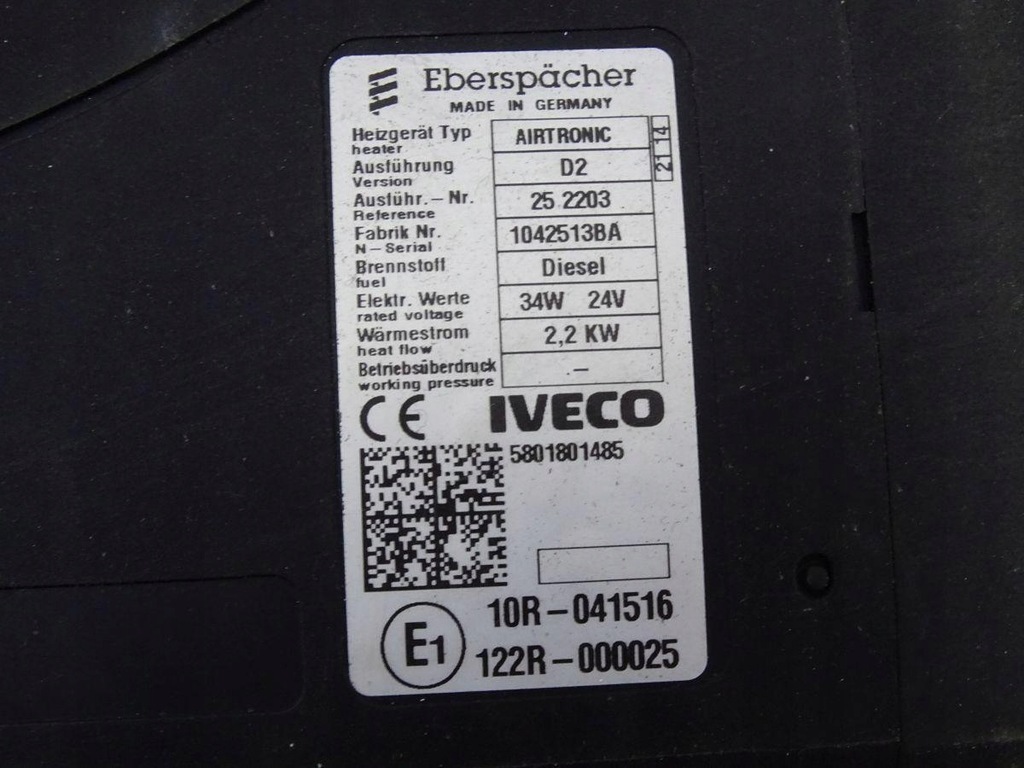 Eberspächer
MADE IN GERMANY
Heizgerät Typ AIRTRONIC 21 14
heater
Ausführung D2
Version
Ausführ.-Nr. 25 2203
Reference
Fabrik Nr. 1042513BA
N-Serial
Brennstoff Diesel
fuel
Elektr. Werte 34W 24V
rated voltage
Wärmestrom 2,2 KW
heat flow
Betriebsüberdruck –
working pressure
CE IVECO
5801801485
E1 10R-041516
122R-000025